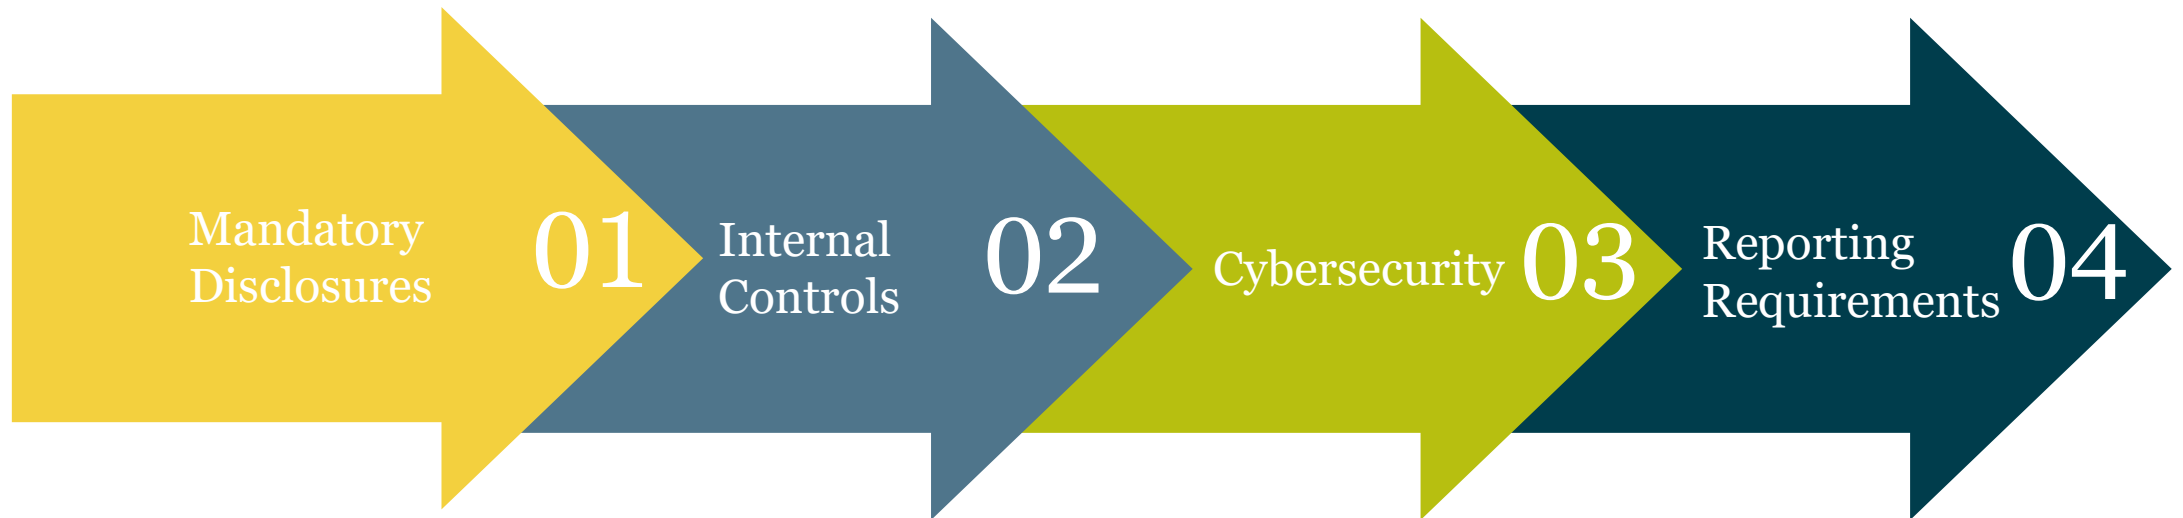 Mandatory
Disclosures
01
Internal
Controls
02
Cybersecurity
03
Reporting
Requirements
04